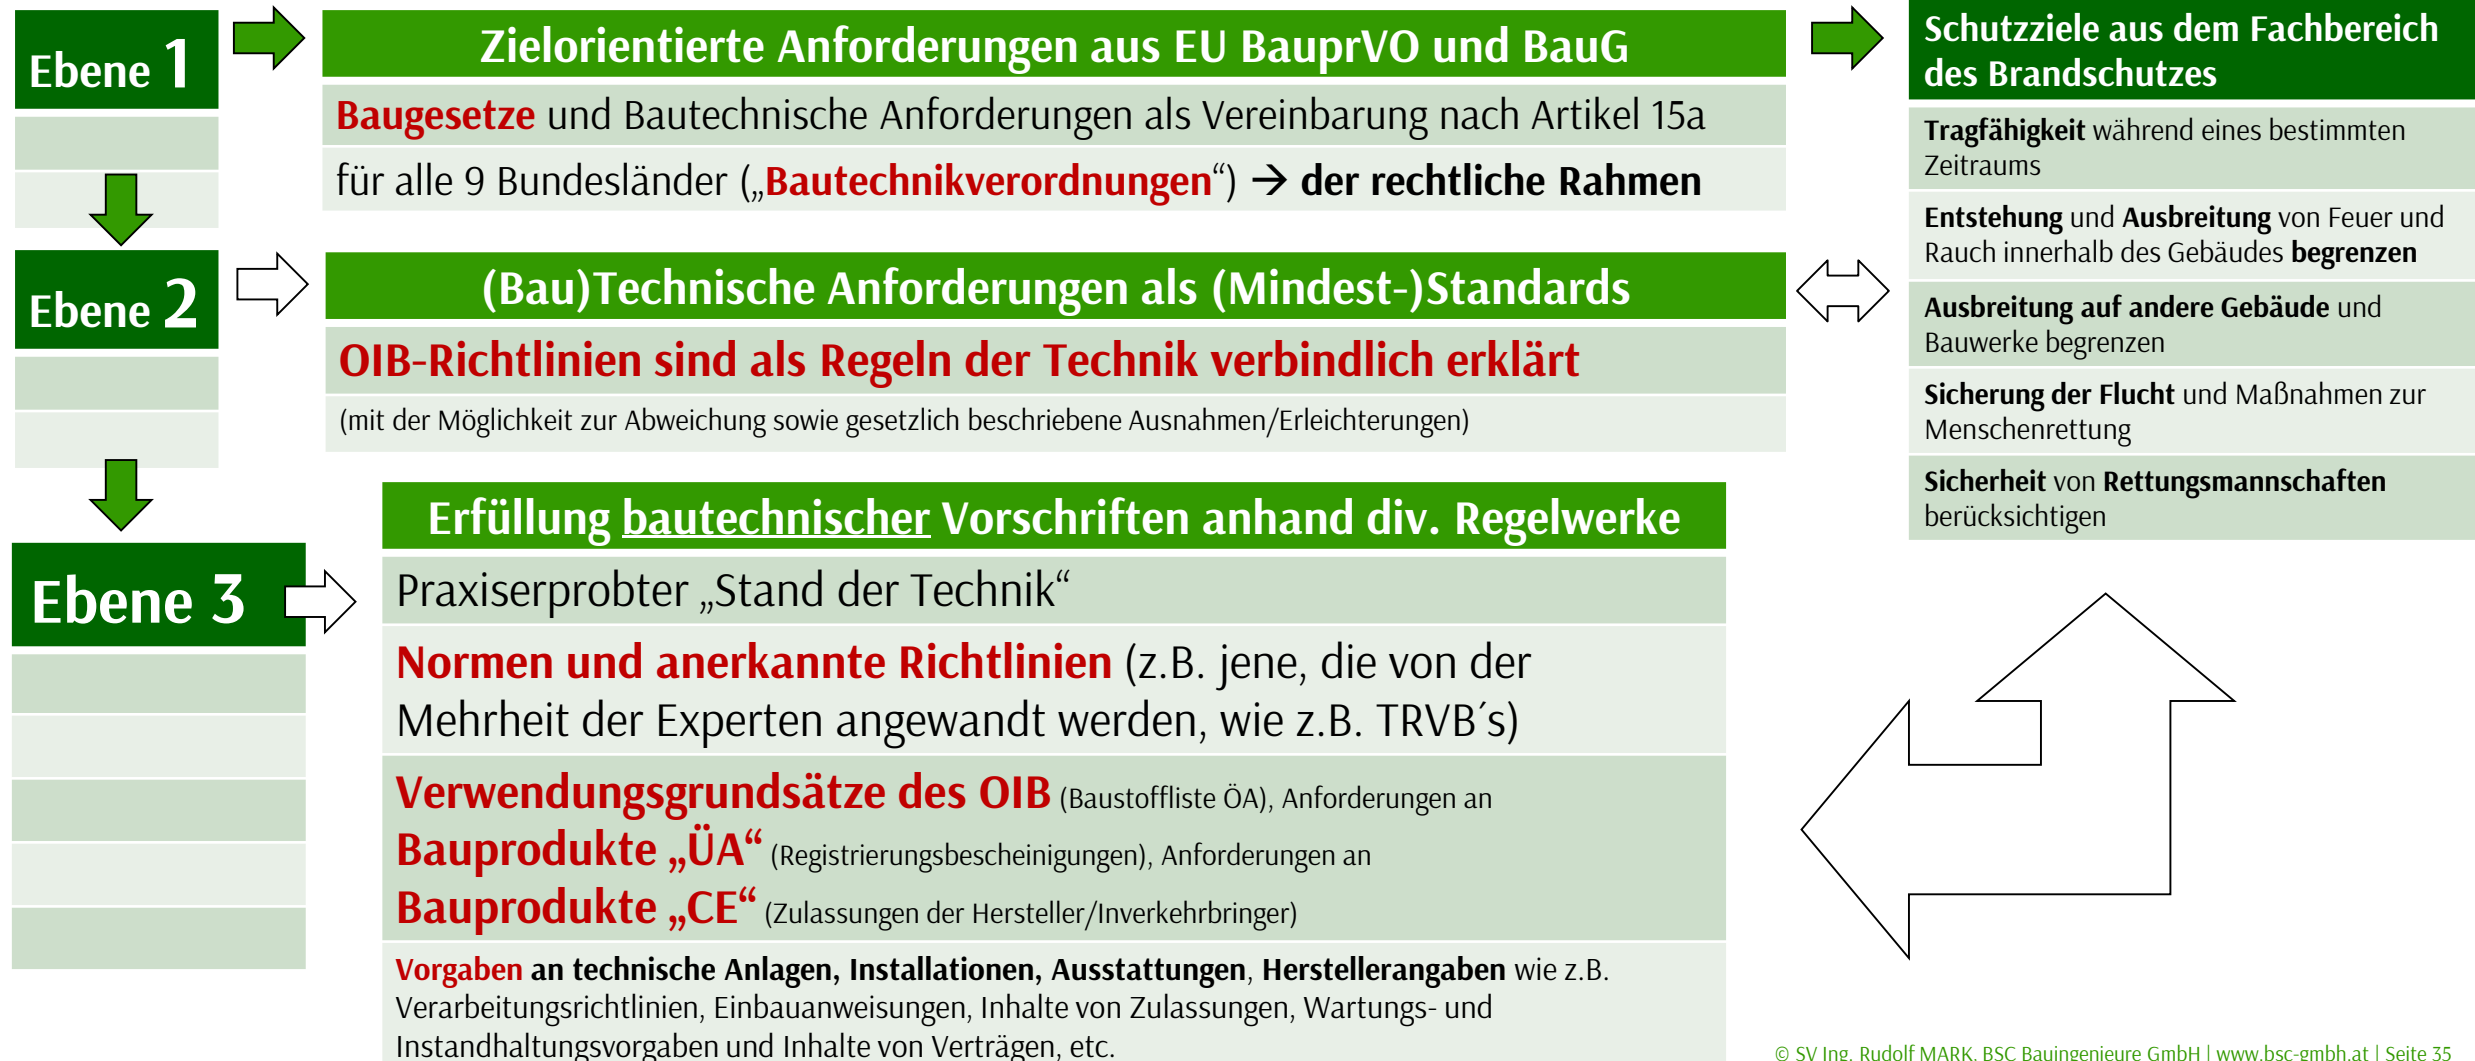 Ebene 1
Zielorientierte Anforderungen aus EU BauprVO und BauG
Baugesetze und Bautechnische Anforderungen als Vereinbarung nach Artikel 15a
für alle 9 Bundesländer („Bautechnikverordnungen“) → der rechtliche Rahmen
Ebene 2
(Bau)Technische Anforderungen als (Mindest-)Standards
OIB-Richtlinien sind als Regeln der Technik verbindlich erklärt
(mit der Möglichkeit zur Abweichung sowie gesetzlich beschriebene Ausnahmen/Erleichterungen)
Ebene 3
Erfüllung bautechnischer Vorschriften anhand div. Regelwerke
Praxiserprobter „Stand der Technik“
Normen und anerkannte Richtlinien (z.B. jene, die von der
Mehrheit der Experten angewandt werden, wie z.B. TRVB´s)
Verwendungsgrundsätze des OIB (Baustoffliste ÖA), Anforderungen an
Bauprodukte „ÜA“ (Registrierungsbescheinigungen), Anforderungen an
Bauprodukte „CE“ (Zulassungen der Hersteller/Inverkehrbringer)
Vorgaben an technische Anlagen, Installationen, Ausstattungen, Herstellerangaben wie z.B.
Verarbeitungsrichtlinien, Einbauanweisungen, Inhalte von Zulassungen, Wartungs- und
Instandhaltungsvorgaben und Inhalte von Verträgen, etc.
Schutzziele aus dem Fachbereich
des Brandschutzes
Tragfähigkeit während eines bestimmten
Zeitraums
Entstehung und Ausbreitung von Feuer und
Rauch innerhalb des Gebäudes begrenzen
Ausbreitung auf andere Gebäude und
Bauwerke begrenzen
Sicherung der Flucht und Maßnahmen zur
Menschenrettung
Sicherheit von Rettungsmannschaften
berücksichtigen
© SV Ing. Rudolf MARK, BSC Bauingenieure GmbH | www.bsc-gmbh.at | Seite 35